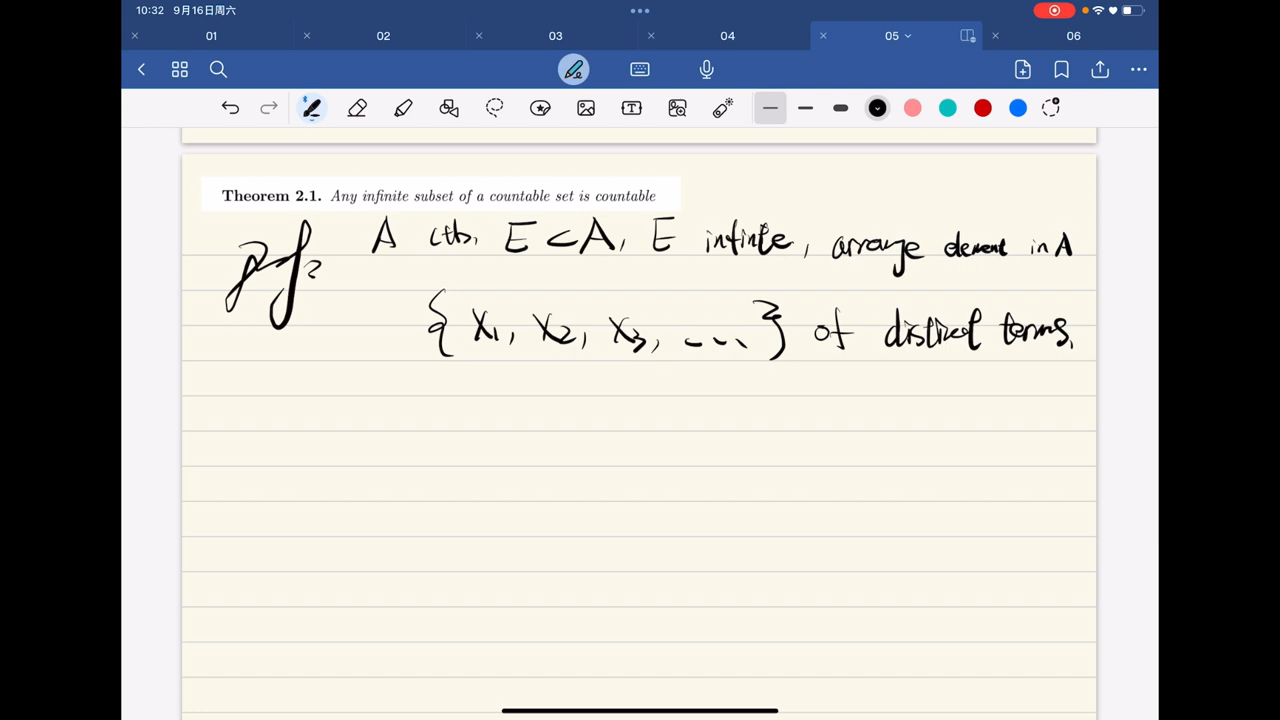 10:32 9月16日周六
01 02 03 04 05 06
Theorem 2.1. Any infinite subset of a countable set is countable
A ctb, E ⊂ A, E infinite, arrange element in A
{ x1, x2, x3, ... } of distinct terms,